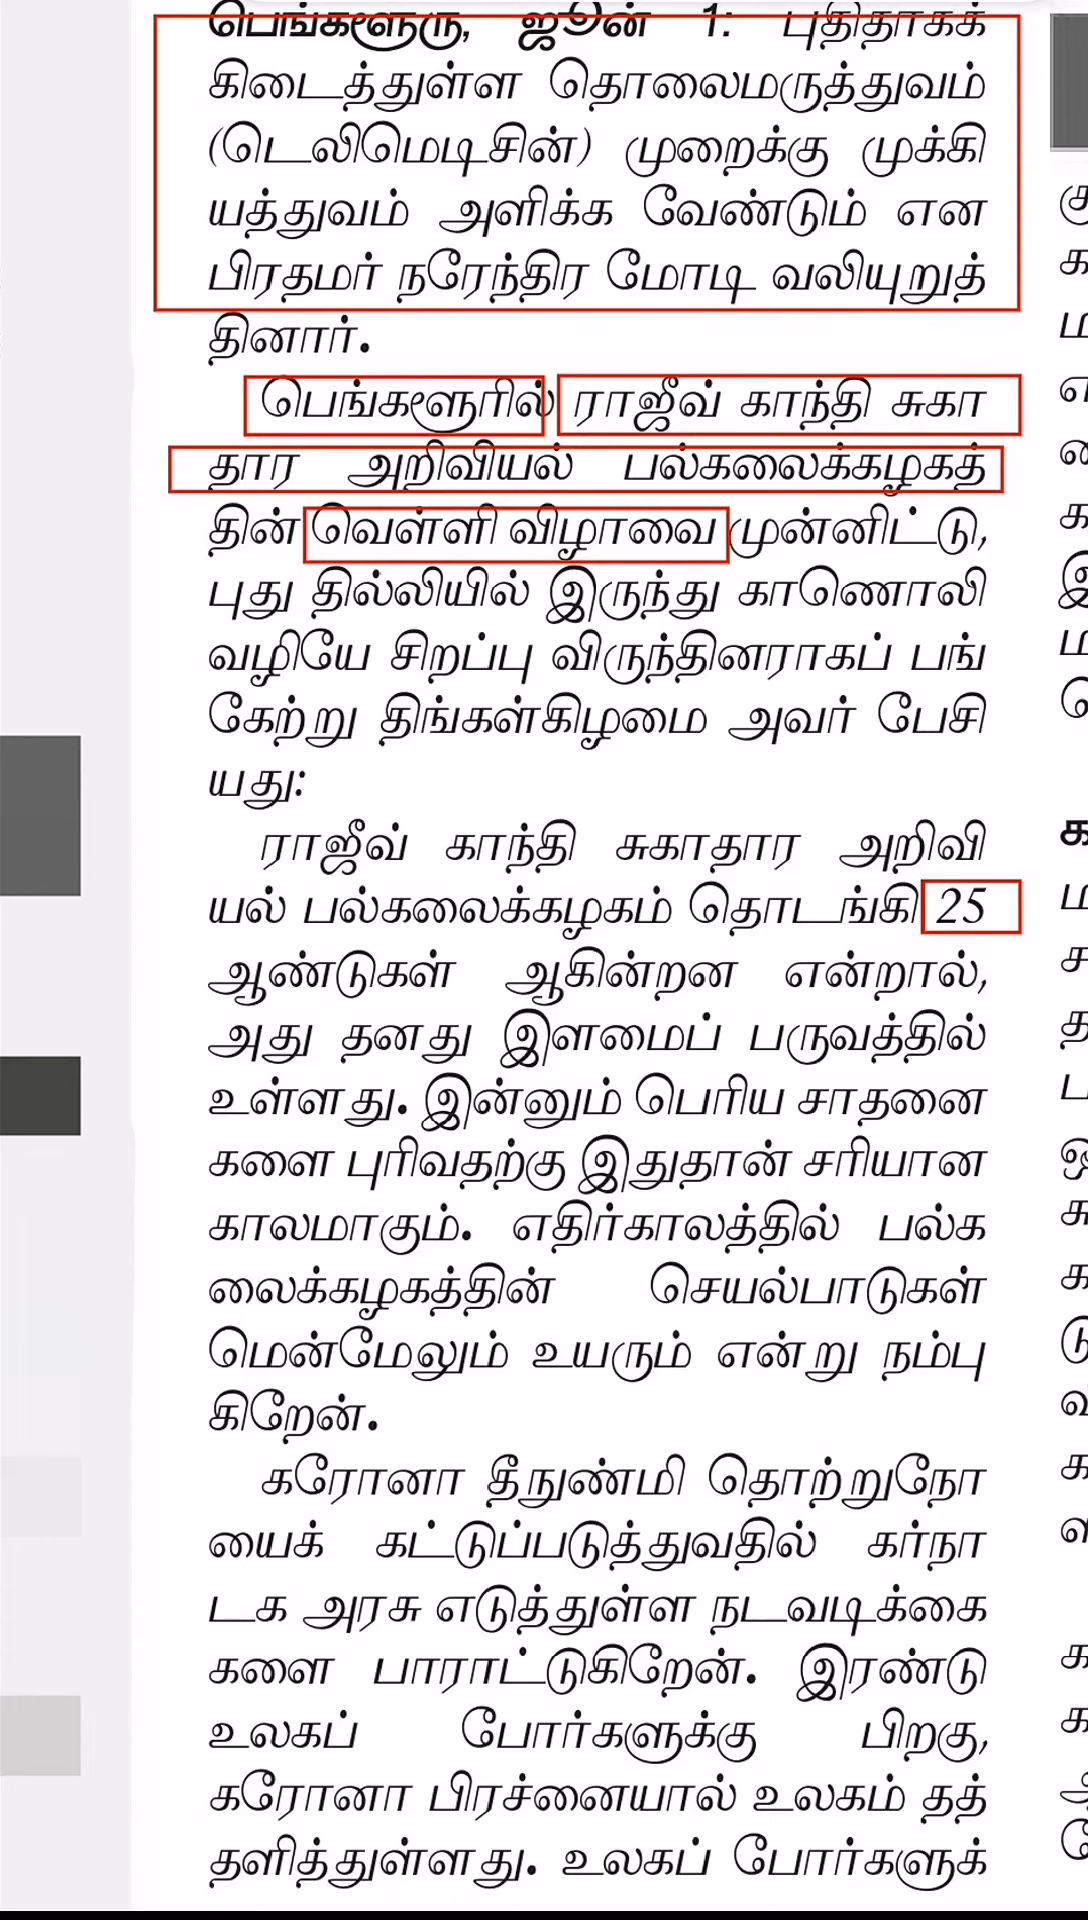 பெங்களூரு, ஜூன் 1: புதிதாகக்
கிடைத்துள்ள தொலைமருத்துவம்
(டெலிமெடிசின்) முறைக்கு முக்கி
யத்துவம் அளிக்க வேண்டும் என
பிரதமர் நரேந்திர மோடி வலியுறுத்
தினார்.
பெங்களூரில் ராஜீவ் காந்தி சுகா
தார அறிவியல் பல்கலைக்கழகத்
தின் வெள்ளி விழாவை முன்னிட்டு,
புது தில்லியில் இருந்து காணொலி
வழியே சிறப்பு விருந்தினராகப் பங்
கேற்று திங்கள்கிழமை அவர் பேசி
யது:
ராஜீவ் காந்தி சுகாதார அறிவி
யல் பல்கலைக்கழகம் தொடங்கி 25
ஆண்டுகள் ஆகின்றன என்றால்,
அது தனது இளமைப் பருவத்தில்
உள்ளது. இன்னும் பெரிய சாதனை
களை புரிவதற்கு இதுதான் சரியான
காலமாகும். எதிர்காலத்தில் பல்க
லைக்கழகத்தின் செயல்பாடுகள்
மென்மேலும் உயரும் என்று நம்பு
கிறேன்.
கரோனா தீநுண்மி தொற்றுநோ
யைக் கட்டுப்படுத்துவதில் கர்நா
டக அரசு எடுத்துள்ள நடவடிக்கை
களை பாராட்டுகிறேன். இரண்டு
உலகப் போர்களுக்கு பிறகு,
கரோனா பிரச்னையால் உலகம் தத்
தளித்துள்ளது. உலகப் போர்களுக்